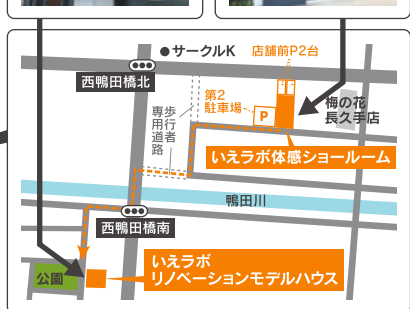 ●サークルK
店舗前P2台
西鴨田橋北
第2
駐車場
P
梅の花
長久手店
歩行者
専用道路
いえラボ体感ショールーム
鴨田川
西鴨田橋南
いえラボ
リノベーションモデルハウス
公園